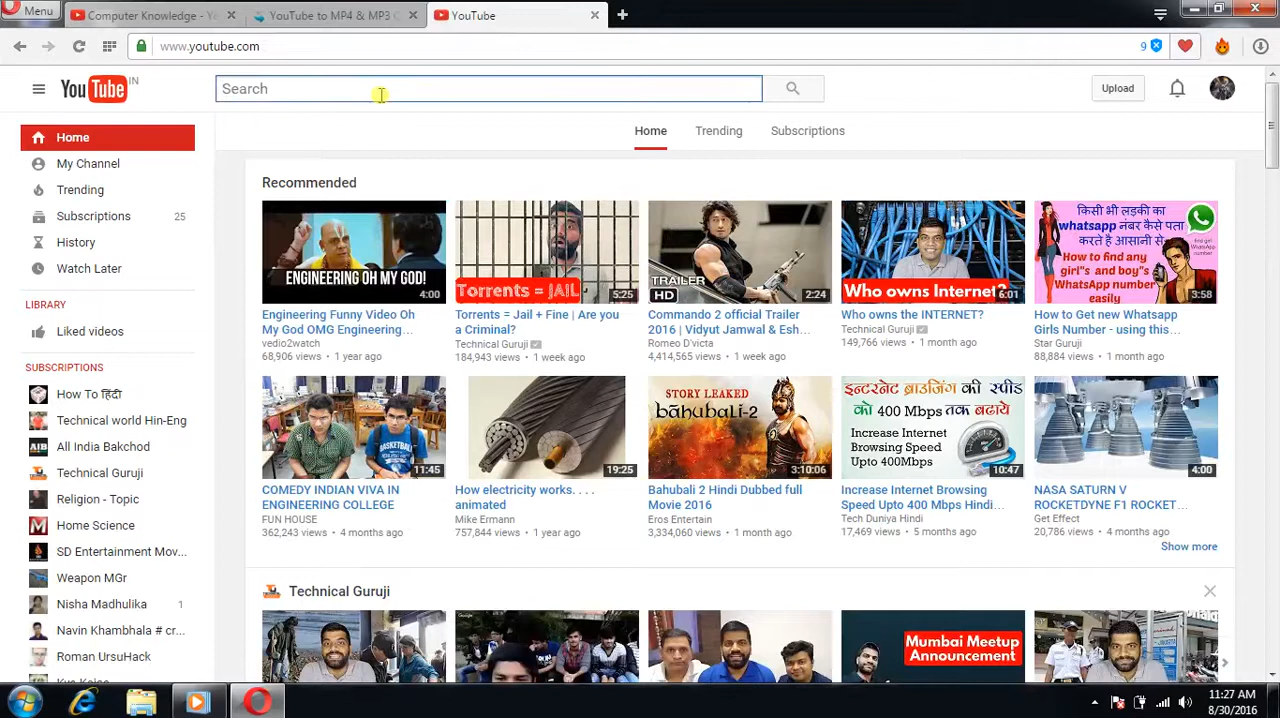 Menu
Computer Knowledge - Yo
YouTube to MP4 & MP3 C
YouTube
www.youtube.com
9
YouTube IN
Search
Upload
Home
Trending
Subscriptions
Home
My Channel
Trending
Subscriptions 25
History
Watch Later
LIBRARY
Liked videos
SUBSCRIPTIONS
How To हिंदी
Technical world Hin-Eng
AIB All India Bakchod
Technical Guruji
Religion - Topic
Home Science
SD Entertainment Mov...
Weapon MGr
Nisha Madhulika 1
Navin Khambhala # cr...
Roman UrsuHack
Recommended
ENGINEERING OH MY GOD!
4:00
Engineering Funny Video Oh
My God OMG Engineering...
vedio2watch
68,906 views • 1 year ago
Torrents = JAIL
5:25
Torrents = Jail + Fine | Are you
a Criminal?
Technical Guruji
184,943 views • 1 week ago
TRAILER
HD
2:24
Commando 2 official Trailer
2016 | Vidyut Jamwal & Esh...
Romeo D'victa
4,414,565 views • 1 week ago
Who owns Internet?
6:01
Who owns the INTERNET?
Technical Guruji
149,766 views • 1 month ago
किसी भी लड़की का
whatsapp नंबर कैसे पता
करते है आसानी से
find girl
WhatsApp
number
How to find any
girl's and boy's
WhatsApp number
easily
3:58
How to Get new Whatsapp
Girls Number - using this...
Star Guruji
88,884 views • 1 month ago
BASKETBALL
11:45
COMEDY INDIAN VIVA IN
ENGINEERING COLLEGE
FUN HOUSE
362,243 views • 4 months ago
19:25
How electricity works. . . .
animated
Mike Ermann
757,844 views • 1 year ago
STORY LEAKED
BAHUBALI-2
3:10:06
Bahubali 2 Hindi Dubbed full
Movie 2016
Eros Entertain
3,334,060 views • 1 month ago
इन्टरनेट ब्राउजिंग की स्पीड
को 400 Mbps तक बढाये
Increase Internet
Browsing Speed
Upto 400Mbps
10:47
Increase Internet Browsing
Speed Upto 400 Mbps Hindi...
Tech Duniya Hindi
17,469 views • 5 months ago
4:00
NASA SATURN V
ROCKETDYNE F1 ROCKET...
Get Effect
20,786 views • 4 months ago
Show more
Technical Guruji
Google
Mumbai Meetup
Announcement
11:27 AM
8/30/2016